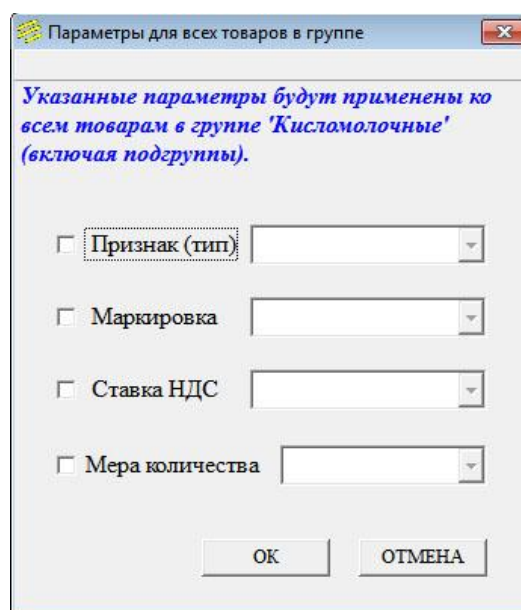 Параметры для всех товаров в группе
Указанные параметры будут применены ко
всем товарам в группе 'Кисломолочные'
(включая подгруппы).
Признак (тип)
Маркировка
Ставка НДС
Мера количества
ОК ОТМЕНА